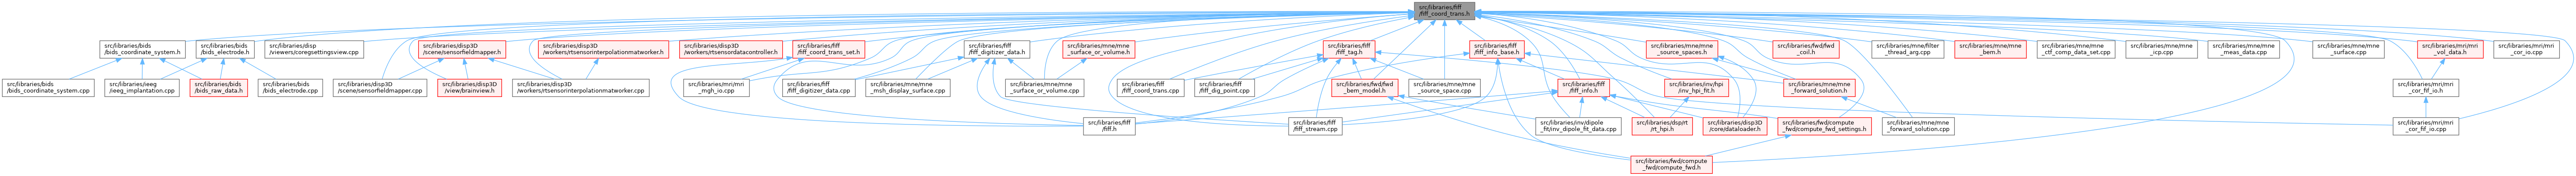 src/libraries/fiff
/fiff_coord_trans.h
src/libraries/bids
/bids_coordinate_system.h
src/libraries/bids
/bids_electrode.h
src/libraries/disp
/viewers/coregsettingsview.cpp
src/libraries/disp3D
/scene/sensorfieldmapper.h
src/libraries/disp3D
/workers/rtsensorinterpolationmatworker.h
src/libraries/disp3D
/workers/rtsensordatacontroller.h
src/libraries/fiff
/fiff_coord_trans_set.h
src/libraries/fiff
/fiff_digitizer_data.h
src/libraries/mne/mne
_surface_or_volume.h
src/libraries/fiff
/fiff_tag.h
src/libraries/fiff
/fiff_info_base.h
src/libraries/mne/mne
_source_spaces.h
src/libraries/fwd/fwd
_coil.h
src/libraries/mne/filter
_thread_arg.cpp
src/libraries/mne/mne
_bem.h
src/libraries/mne/mne
_ctf_comp_data_set.cpp
src/libraries/mne/mne
_icp.cpp
src/libraries/mne/mne
_meas_data.cpp
src/libraries/mne/mne
_surface.cpp
src/libraries/mri/mri
_vol_data.h
src/libraries/mri/mri
_cor_io.cpp
src/libraries/bids
/bids_coordinate_system.cpp
src/libraries/ieeg
/ieeg_implantation.cpp
src/libraries/bids
/bids_raw_data.h
src/libraries/bids
/bids_electrode.cpp
src/libraries/disp3D
/scene/sensorfieldmapper.cpp
src/libraries/disp3D
/view/brainview.h
src/libraries/disp3D
/workers/rtsensorinterpolationmatworker.cpp
src/libraries/mri/mri
_mgh_io.cpp
src/libraries/fiff
/fiff_digitizer_data.cpp
src/libraries/mne/mne
_msh_display_surface.cpp
src/libraries/mne/mne
_surface_or_volume.cpp
src/libraries/fiff
/fiff_coord_trans.cpp
src/libraries/fiff
/fiff_dig_point.cpp
src/libraries/fwd/fwd
_bem_model.h
src/libraries/mne/mne
_source_space.cpp
src/libraries/fiff
/fiff_info.h
src/libraries/inv/hpi
/inv_hpi_fit.h
src/libraries/mne/mne
_forward_solution.h
src/libraries/mri/mri
_cor_fif_io.h
src/libraries/fiff
/fiff.h
src/libraries/fiff
/fiff_stream.cpp
src/libraries/inv/dipole
_fit/inv_dipole_fit_data.cpp
src/libraries/dsp/rt
_rt_hpi.h
src/libraries/disp3D
/core/dataloader.h
src/libraries/fwd/compute
_fwd/compute_fwd_settings.h
src/libraries/mne/mne
_forward_solution.cpp
src/libraries/mri/mri
_cor_fif_io.cpp
src/libraries/fwd/compute
_fwd/compute_fwd.h